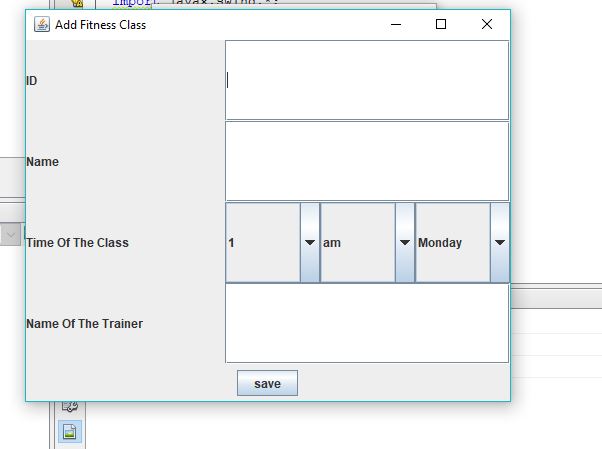 import javax.swing.*;
Add Fitness Class
ID
Name
Time Of The Class
1 am Monday
Name Of The Trainer
save